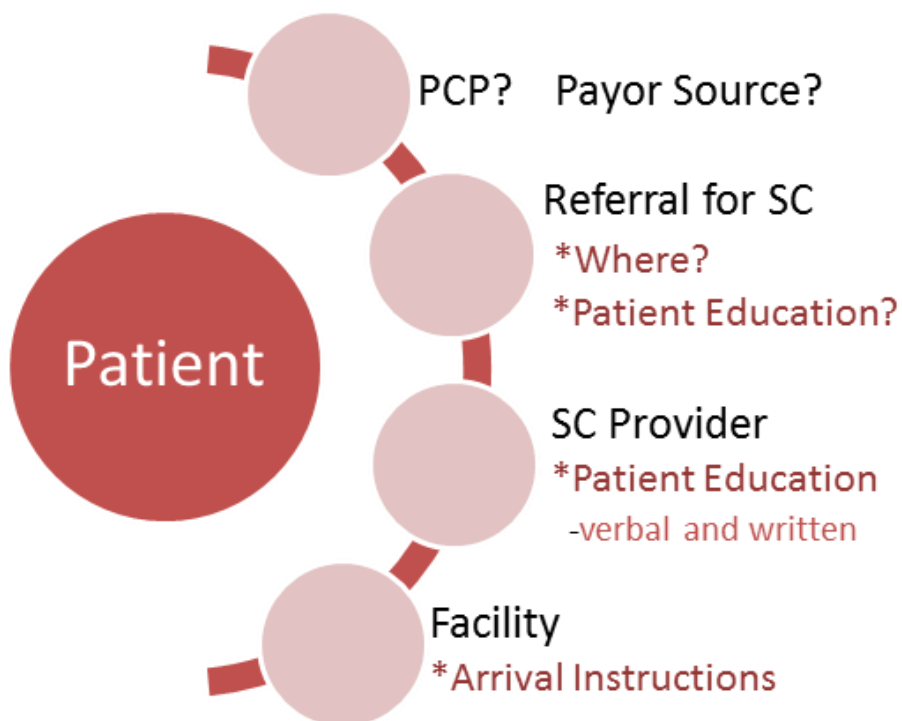 PCP? Payor Source?
Referral for SC
*Where?
*Patient Education?
Patient
SC Provider
*Patient Education
-verbal and written
Facility
*Arrival Instructions